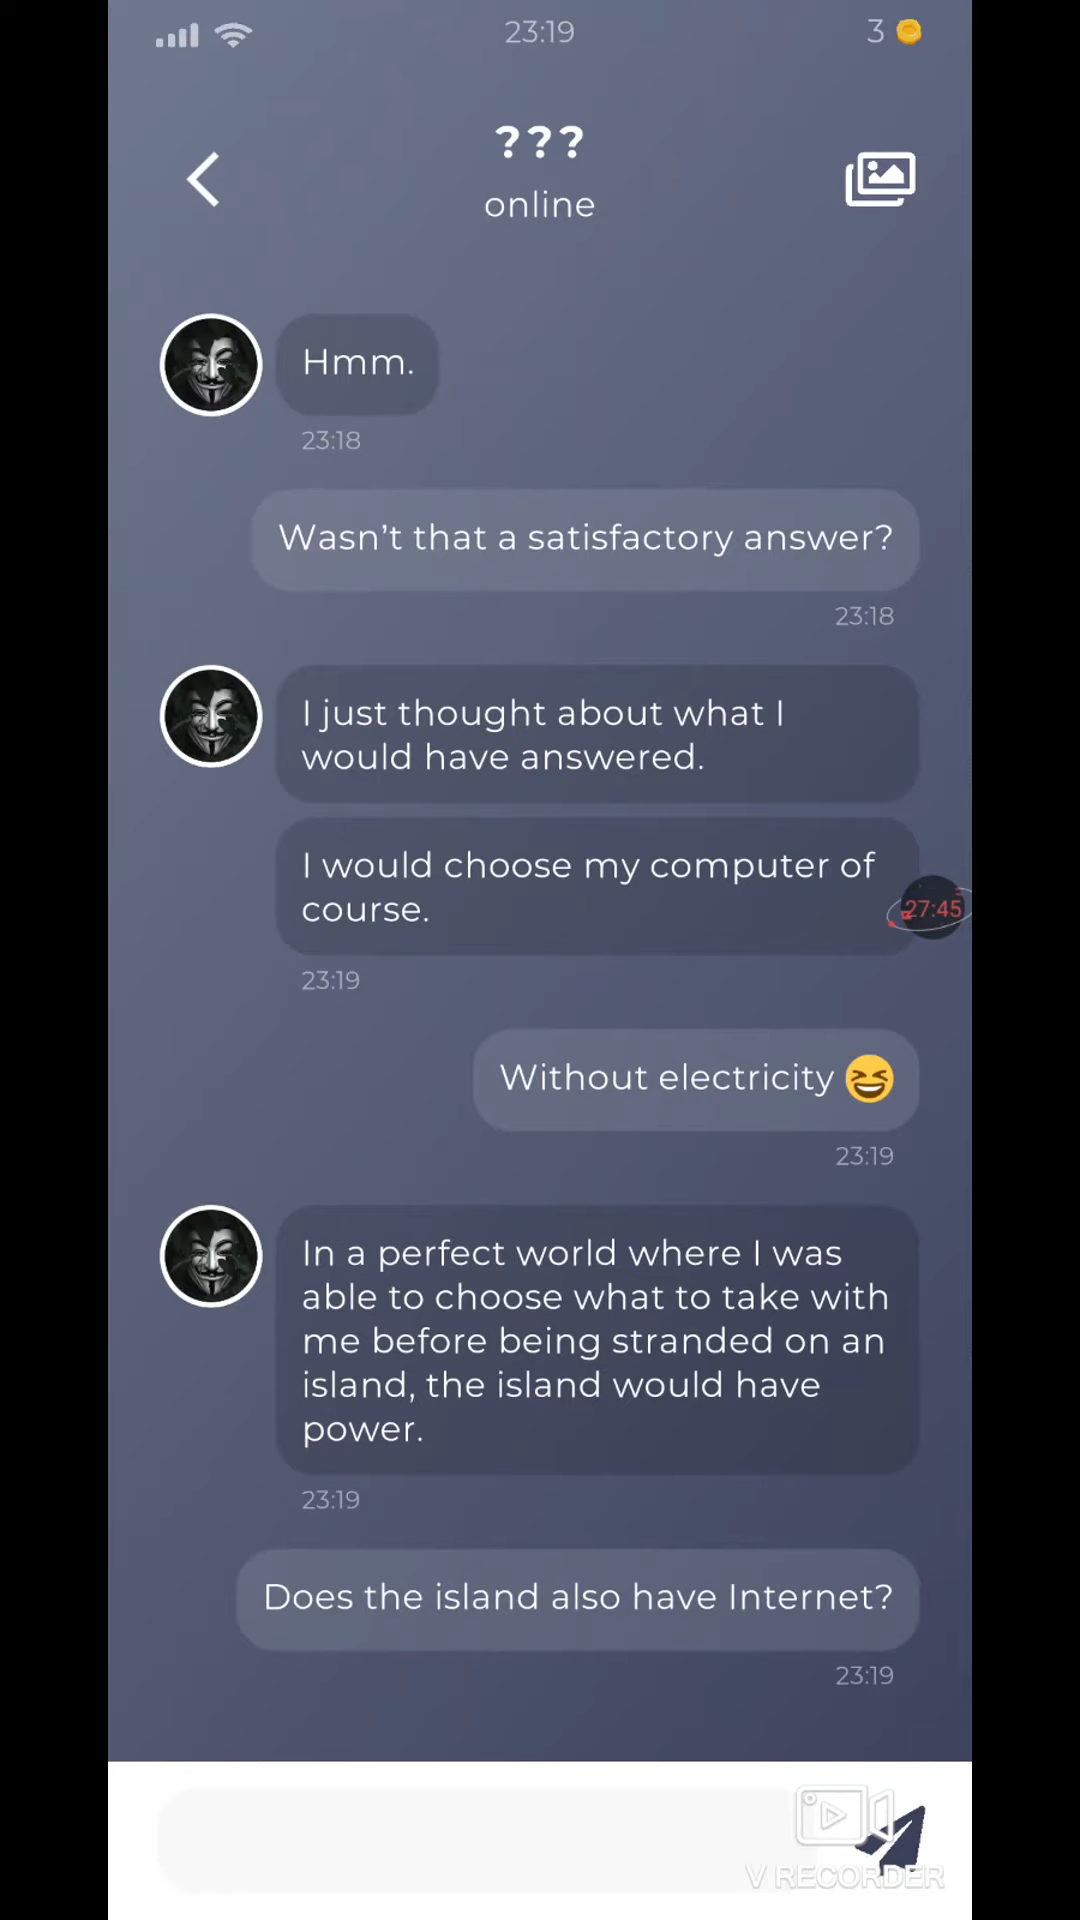 23:19
3
???
online
Hmm.
23:18
Wasn’t that a satisfactory answer?
23:18
I just thought about what I
would have answered.
I would choose my computer of
course.
27:45
23:19
Without electricity 😆
23:19
In a perfect world where I was
able to choose what to take with
me before being stranded on an
island, the island would have
power.
23:19
Does the island also have Internet?
23:19
V RECORDER